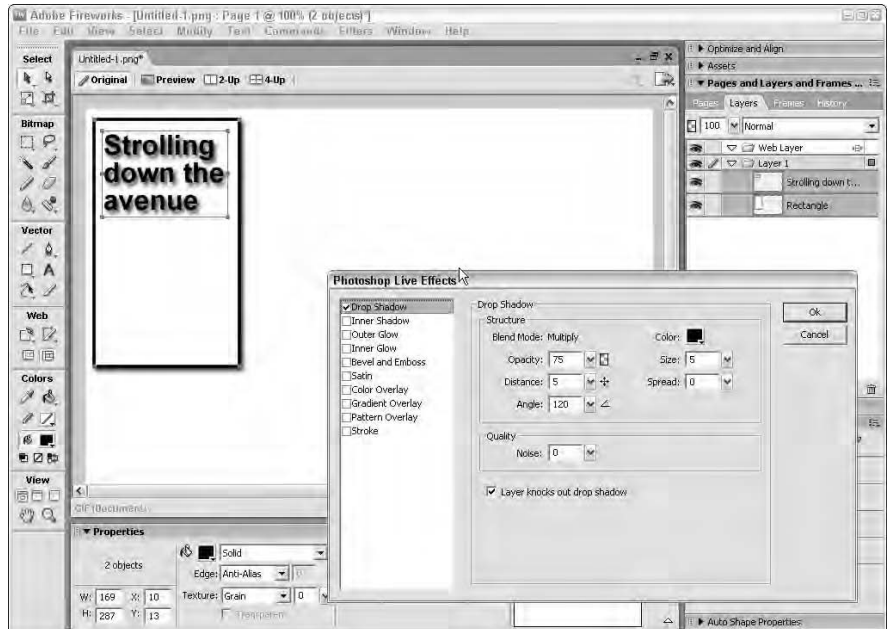 Adobe Fireworks - [Untitled-1.png : Page 1 @ 100% (2 objects)*]
File Edit View Select Modify Text Commands Filters Window Help
Select
Bitmap
Vector
Web
Colors
View
Untitled-1.png*
Original Preview 2-Up 4-Up
Strolling
down the
avenue
GIF (Document)
Properties
2 objects
W: 169 X: 10
H: 287 Y: 13
Solid
Edge: Anti-Alias
Texture: Grain 0
Transparent
Optimize and Align
Assets
Pages and Layers and Frames ...
Pages Layers Frames History
100 Normal
Web Layer
Layer 1
Strolling down t...
Rectangle
Photoshop Live Effects
Drop Shadow
Inner Shadow
Outer Glow
Inner Glow
Bevel and Emboss
Satin
Color Overlay
Gradient Overlay
Pattern Overlay
Stroke
Drop Shadow
Structure
Blend Mode: Multiply Color:
Opacity: 75 Size: 5
Distance: 5 Spread: 0
Angle: 120
Quality
Noise: 0
Layer knocks out drop shadow
Ok
Cancel
Auto Shape Properties